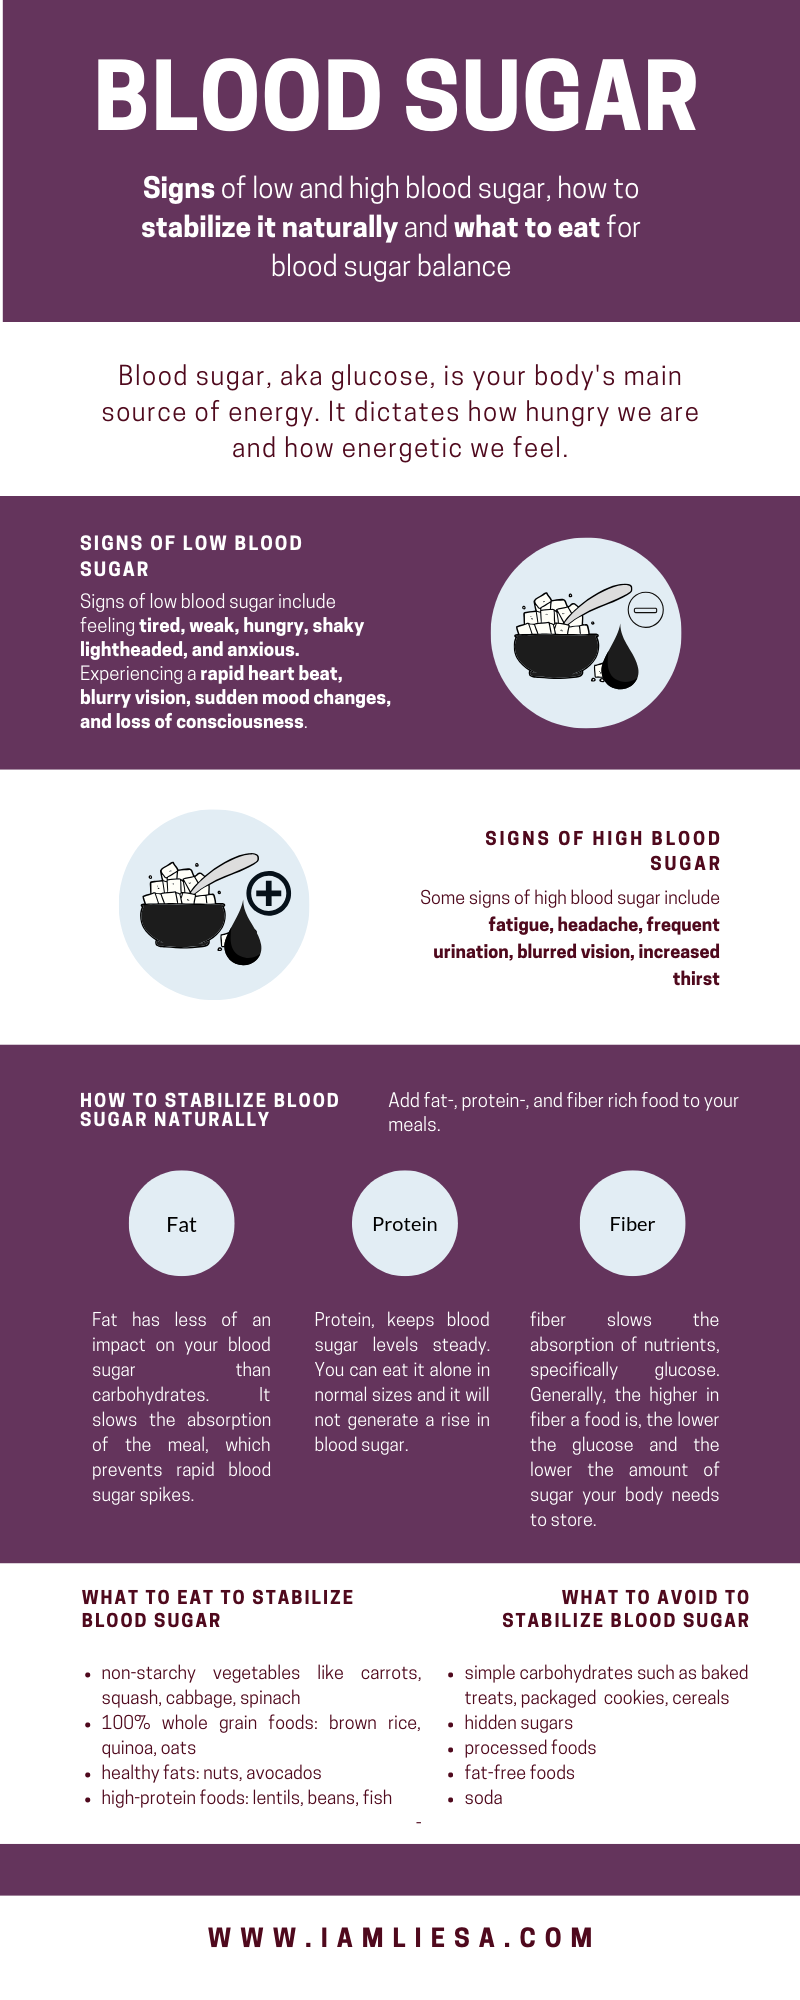 BLOOD SUGAR
Signs of low and high blood sugar, how to
stabilize it naturally and what to eat for
blood sugar balance
Blood sugar, aka glucose, is your body's main
source of energy. It dictates how hungry we are
and how energetic we feel.
SIGNS OF LOW BLOOD
SUGAR
Signs of low blood sugar include
feeling tired, weak, hungry, shaky
lightheaded, and anxious.
Experiencing a rapid heart beat,
blurry vision, sudden mood changes,
and loss of consciousness.
SIGNS OF HIGH BLOOD
SUGAR
Some signs of high blood sugar include
fatigue, headache, frequent
urination, blurred vision, increased
thirst
HOW TO STABILIZE BLOOD
SUGAR NATURALLY
Add fat-, protein-, and fiber rich food to your
meals.
Fat
Fat has less of an
impact on your blood
sugar than
carbohydrates. It
slows the absorption
of the meal, which
prevents rapid blood
sugar spikes.
Protein
Protein, keeps blood
sugar levels steady.
You can eat it alone in
normal sizes and it will
not generate a rise in
blood sugar.
Fiber
fiber slows the
absorption of nutrients,
specifically glucose.
Generally, the higher in
fiber a food is, the lower
the glucose and the
lower the amount of
sugar your body needs
to store.
WHAT TO EAT TO STABILIZE
BLOOD SUGAR
• non-starchy vegetables like carrots,
squash, cabbage, spinach
• 100% whole grain foods: brown rice,
quinoa, oats
• healthy fats: nuts, avocados
• high-protein foods: lentils, beans, fish
-
WHAT TO AVOID TO
STABILIZE BLOOD SUGAR
• simple carbohydrates such as baked
treats, packaged cookies, cereals
• hidden sugars
• processed foods
• fat-free foods
• soda
WWW.IAMLIESA.COM